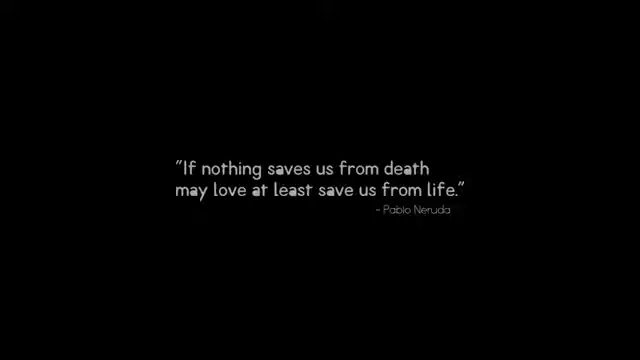 "If nothing saves us from death
may love at least save us from life."
- Pablo Neruda